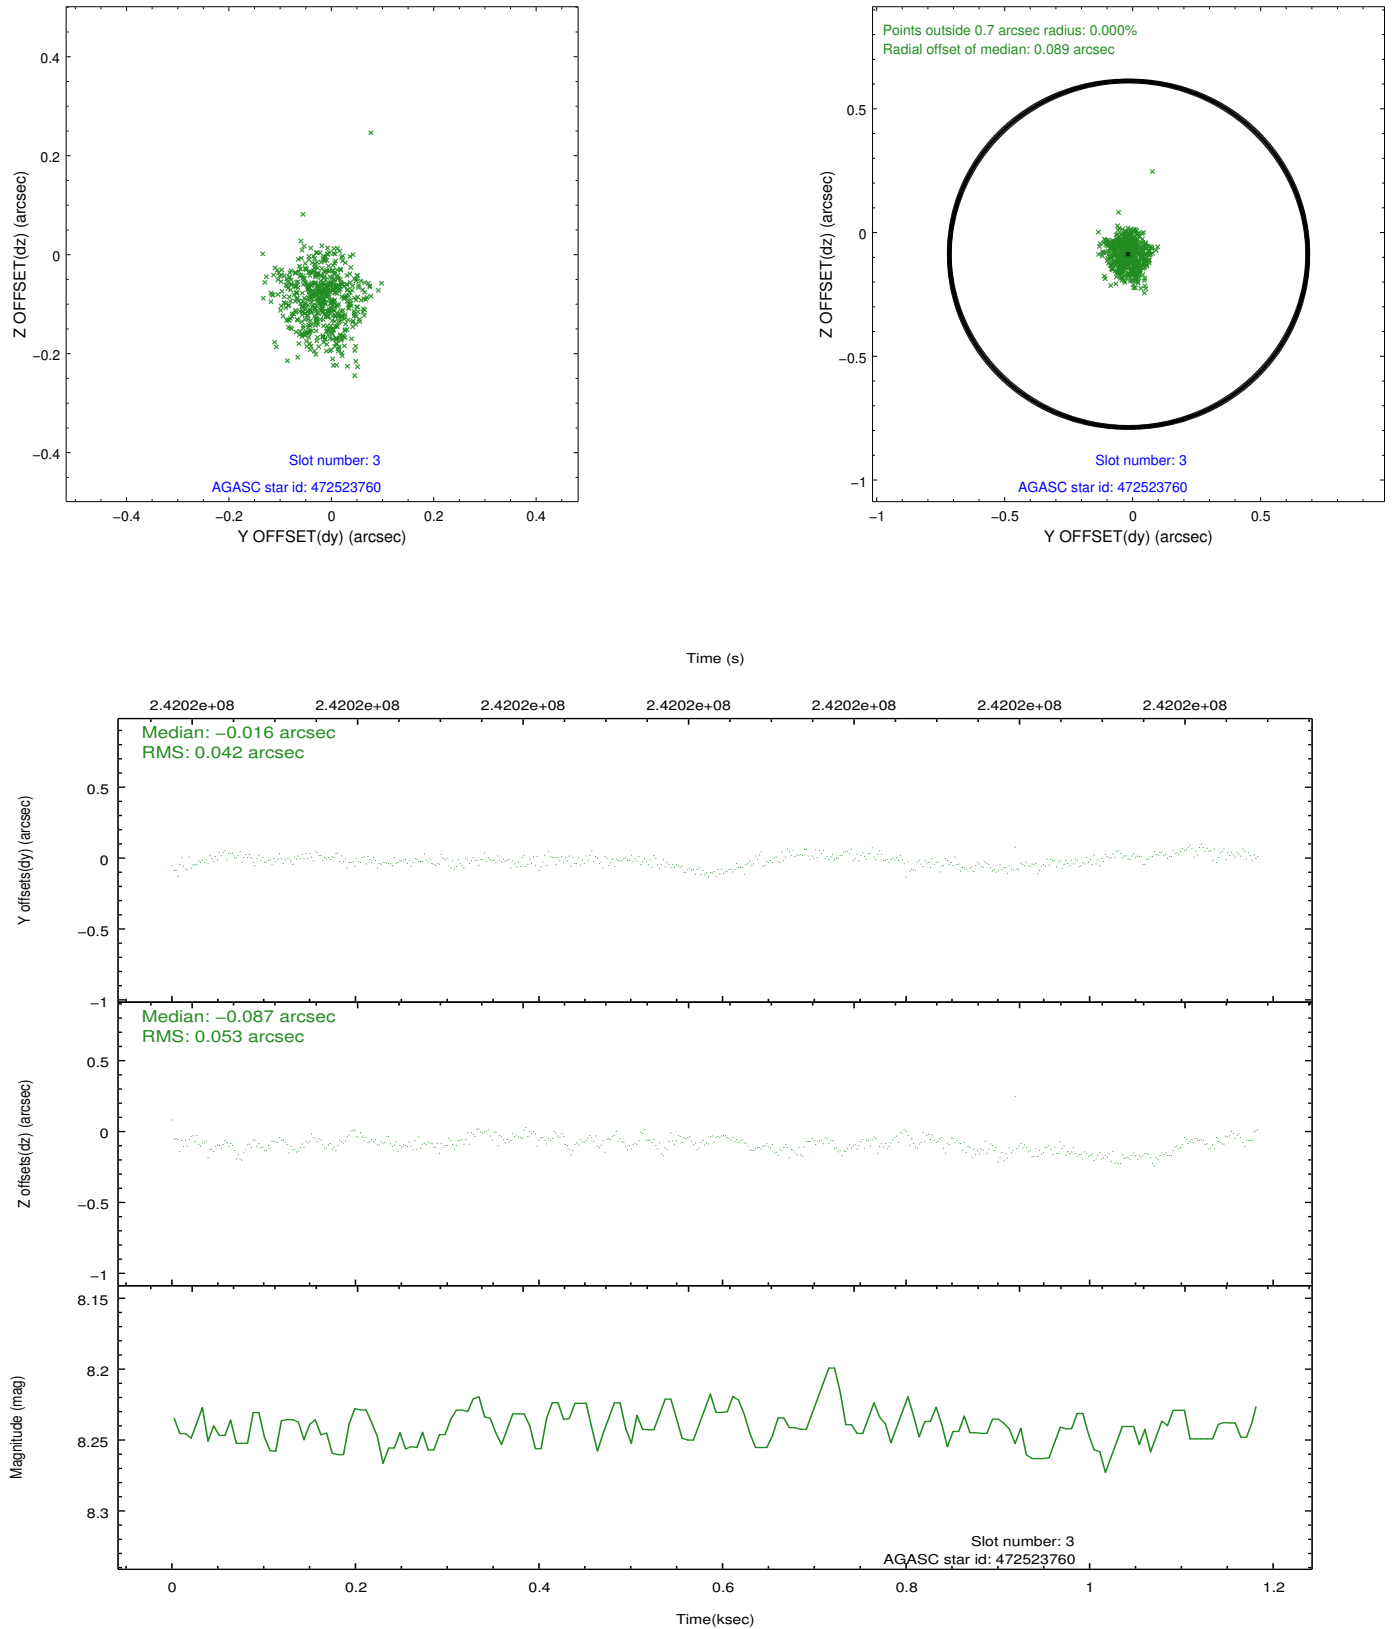 0.4
0.2
0
−0.2
−0.4
Z OFFSET(dz) (arcsec)
Slot number: 3
AGASC star id: 472523760
−0.4
−0.2
0
0.2
0.4
Y OFFSET(dy) (arcsec)
Points outside 0.7 arcsec radius: 0.000%
Radial offset of median: 0.089 arcsec
0.5
0
−0.5
−1
Z OFFSET(dz) (arcsec)
Slot number: 3
AGASC star id: 472523760
−1
−0.5
0
0.5
Y OFFSET(dy) (arcsec)
Time (s)
2.4202e+08 2.4202e+08 2.4202e+08 2.4202e+08 2.4202e+08 2.4202e+08 2.4202e+08
Median: −0.016 arcsec
RMS: 0.042 arcsec
0.5
0
−0.5
−1
Y offsets(dy) (arcsec)
Median: −0.087 arcsec
RMS: 0.053 arcsec
0.5
0
−0.5
−1
Z offsets(dz) (arcsec)
8.15
8.2
8.25
8.3
Magnitude (mag)
Slot number: 3
AGASC star id: 472523760
0 0.2 0.4 0.6 0.8 1 1.2
Time(ksec)